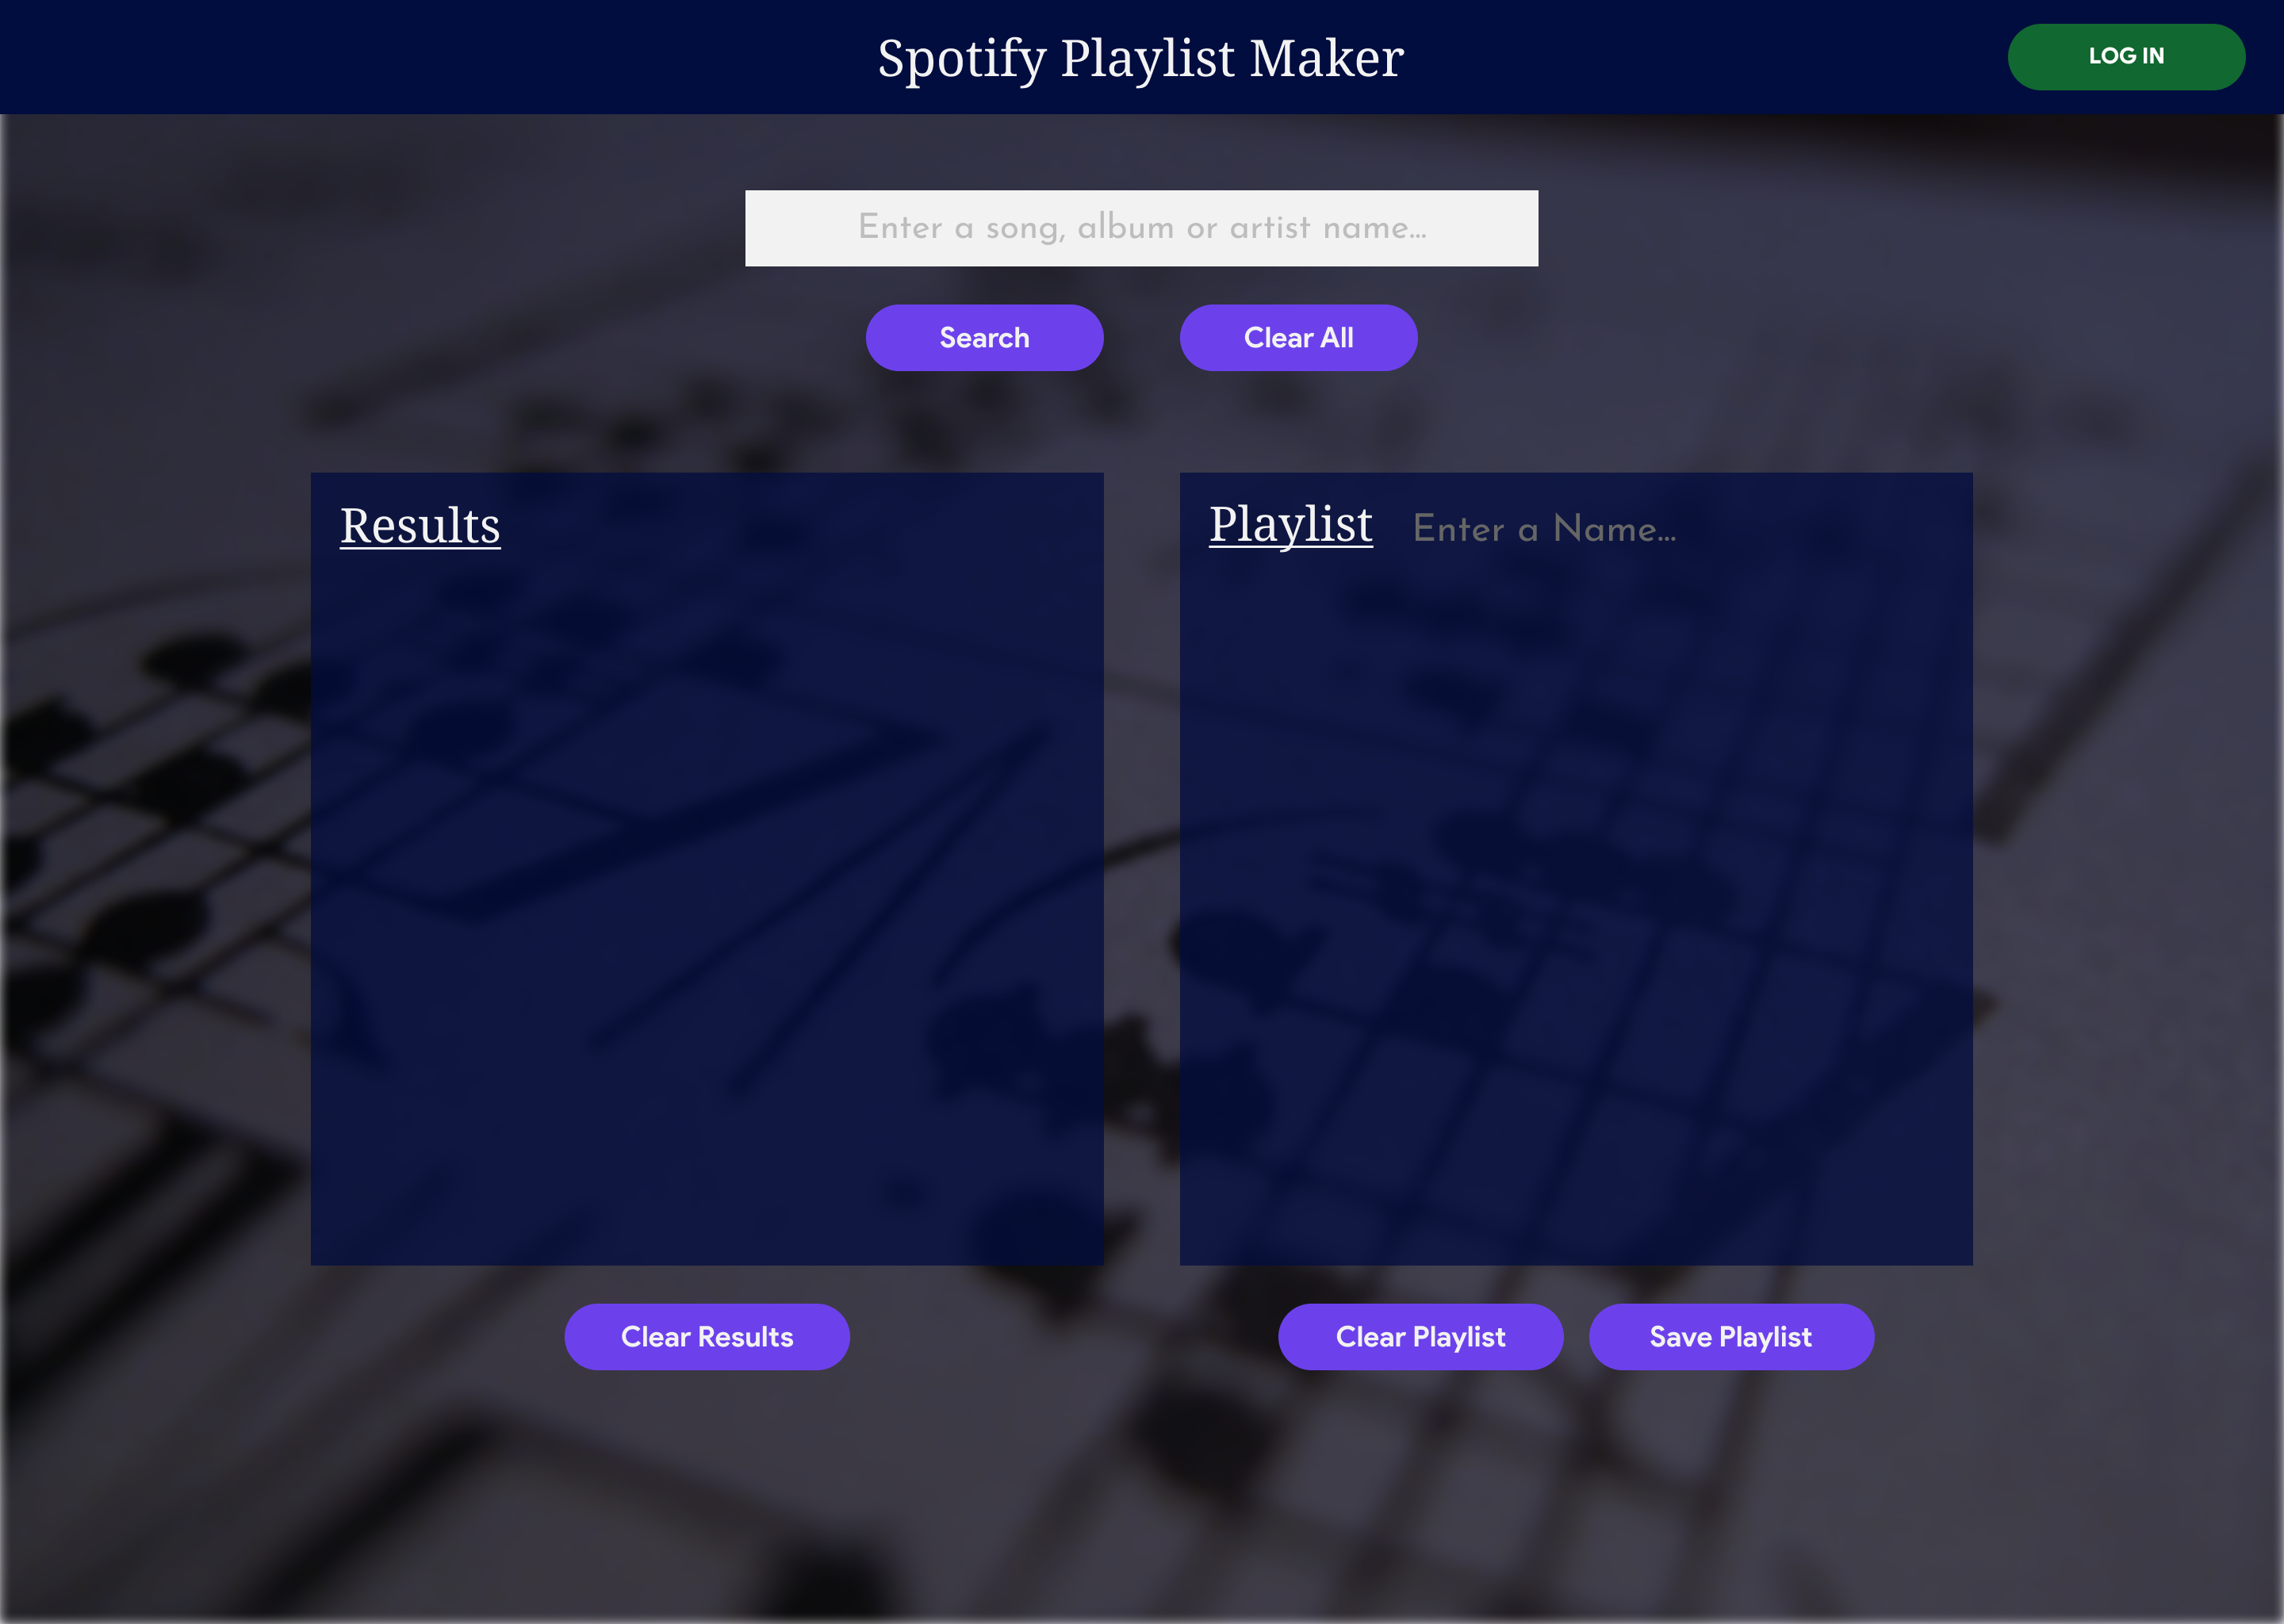 Spotify Playlist Maker
LOG IN
Enter a song, album or artist name...
Search
Clear All
Results
Playlist
Enter a Name...
Clear Results
Clear Playlist
Save Playlist